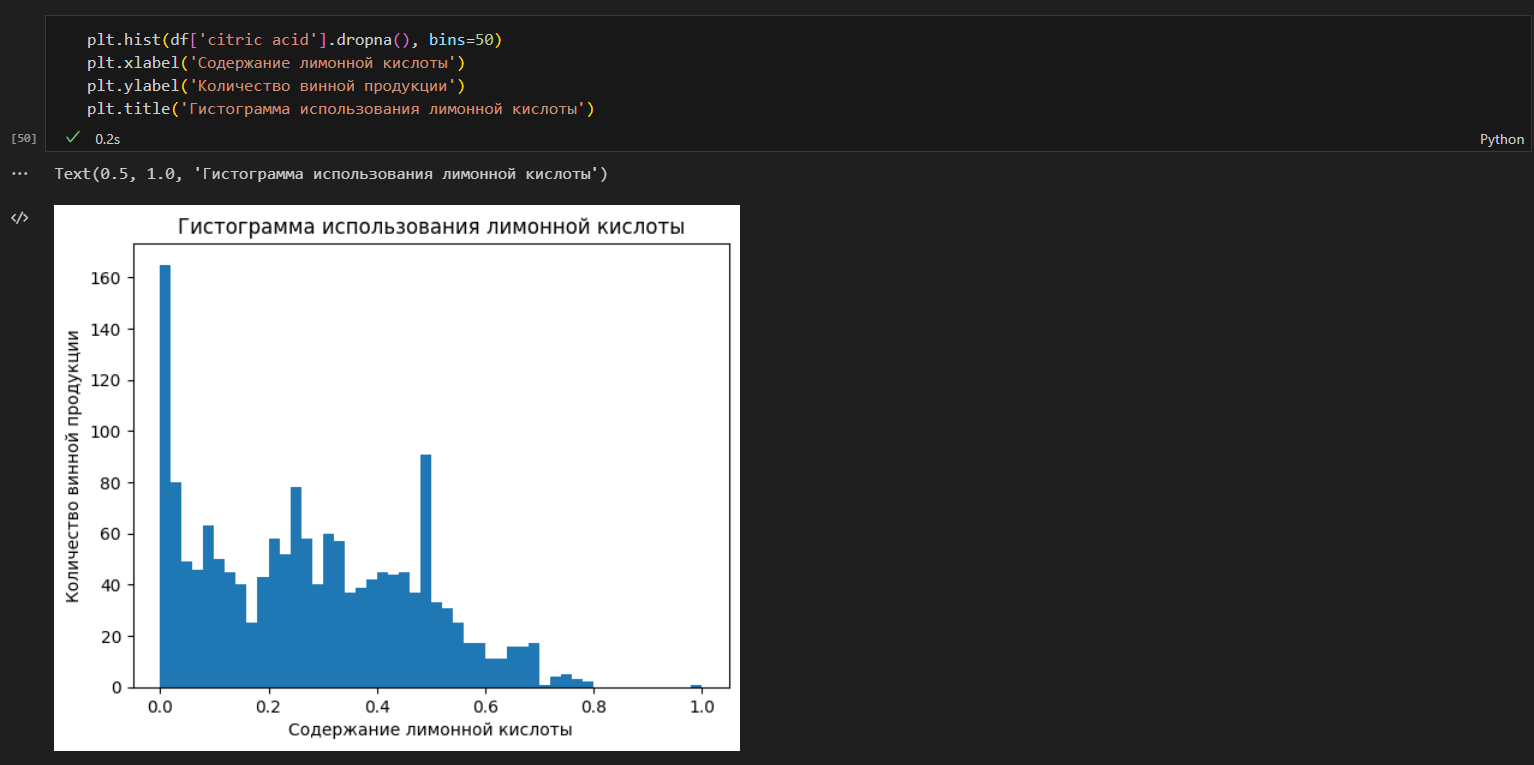 plt.hist(df['citric acid'].dropna(), bins=50)
plt.xlabel('Содержание лимонной кислоты')
plt.ylabel('Количество винной продукции')
plt.title('Гистограмма использования лимонной кислоты')
[50]
0.2s
Python
Text(0.5, 1.0, 'Гистограмма использования лимонной кислоты')
Гистограмма использования лимонной кислоты
Количество винной продукции
160
140
120
100
80
60
40
20
0
0.0 0.2 0.4 0.6 0.8 1.0
Содержание лимонной кислоты